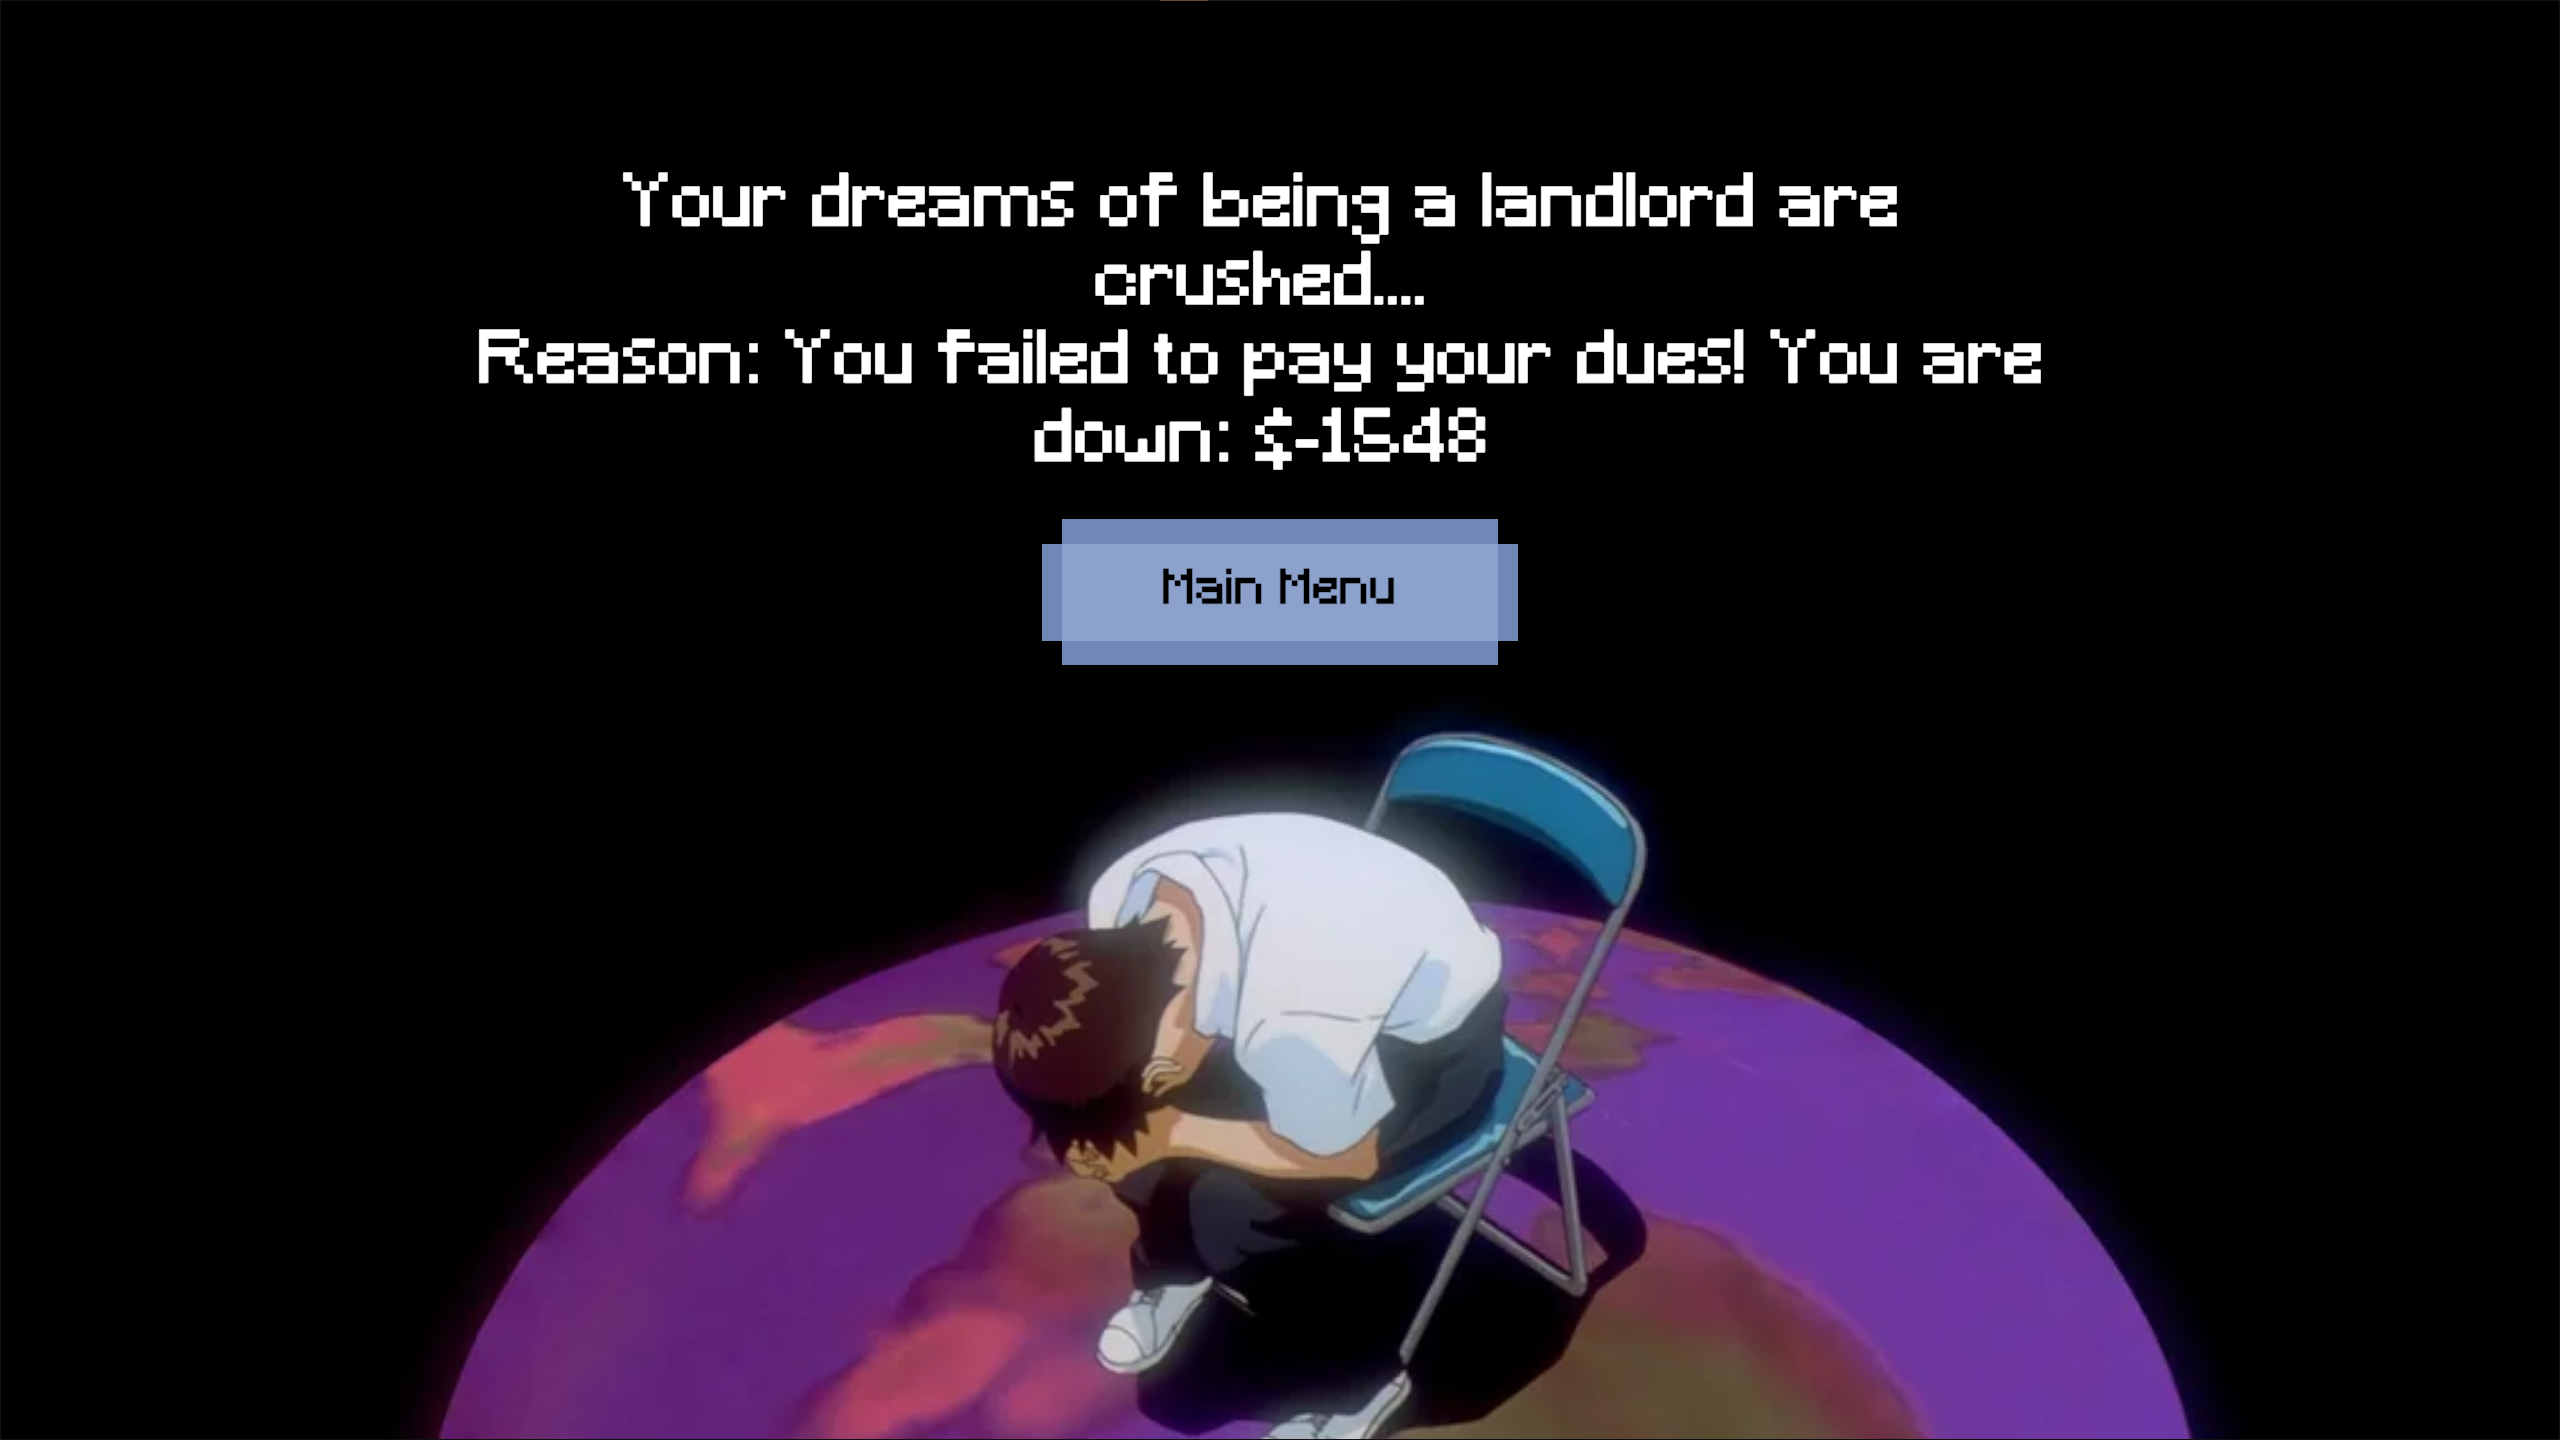 Your dreams of being a landlord are
crushed....
Reason: You failed to pay your dues! You are
down: $-1548
Main Menu